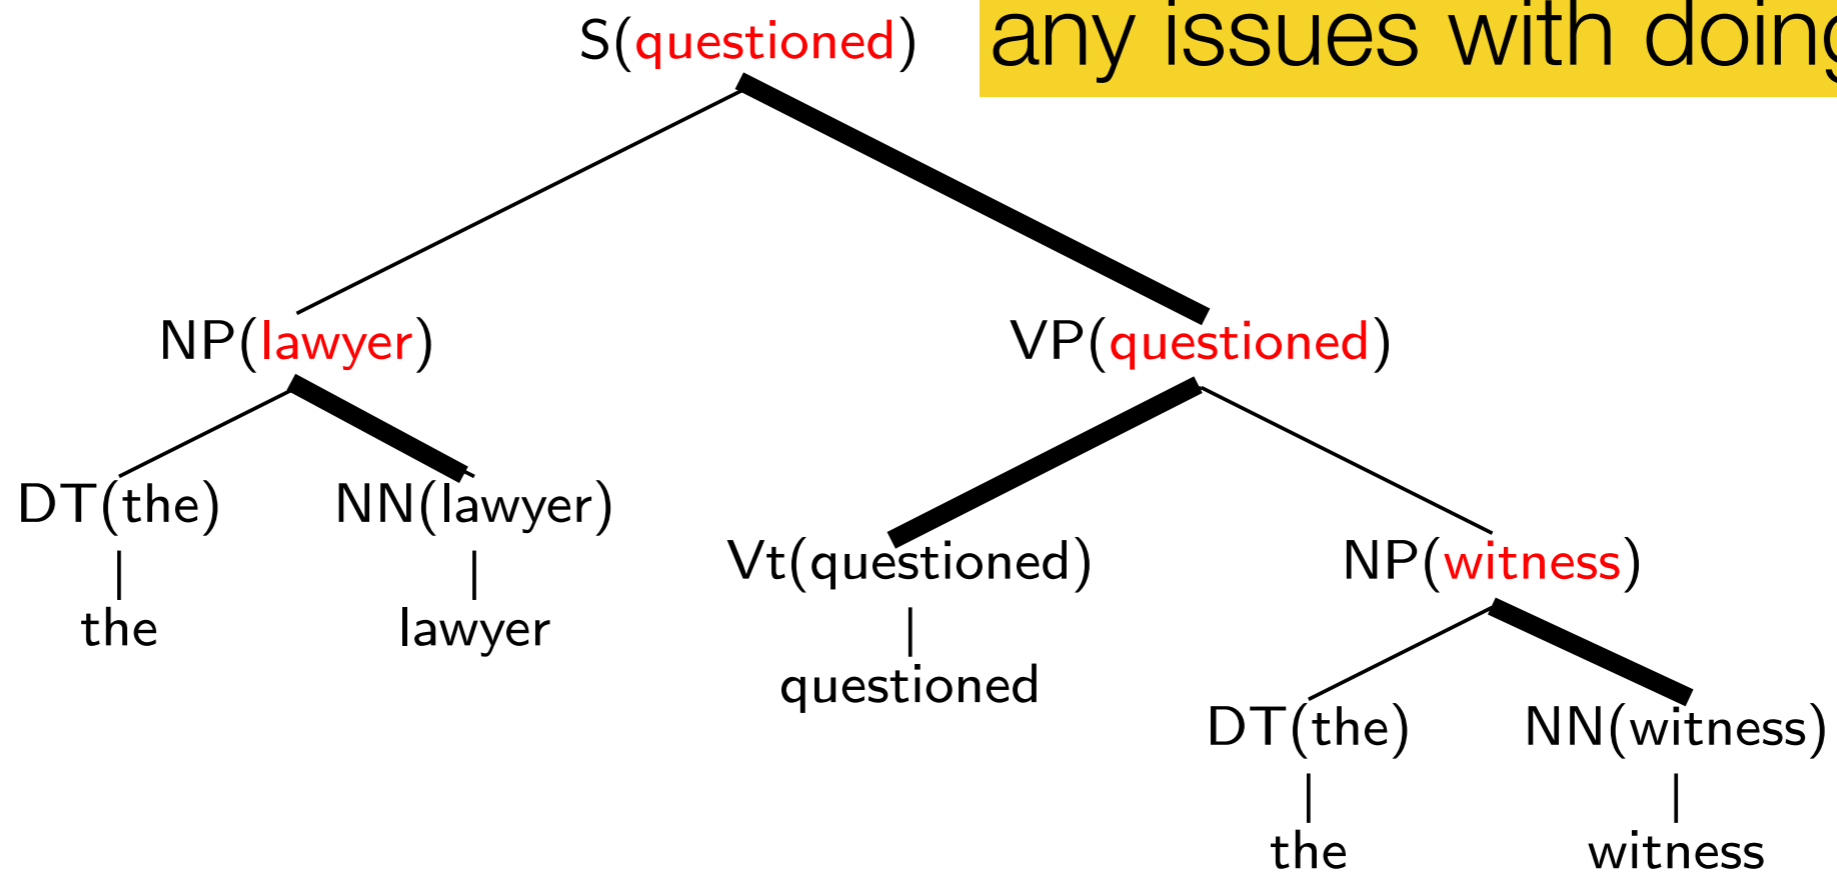 S(questioned)
any issues with doing
NP(lawyer)
VP(questioned)
DT(the)
NN(lawyer)
the
lawyer
Vt(questioned)
NP(witness)
questioned
DT(the)
NN(witness)
the
witness